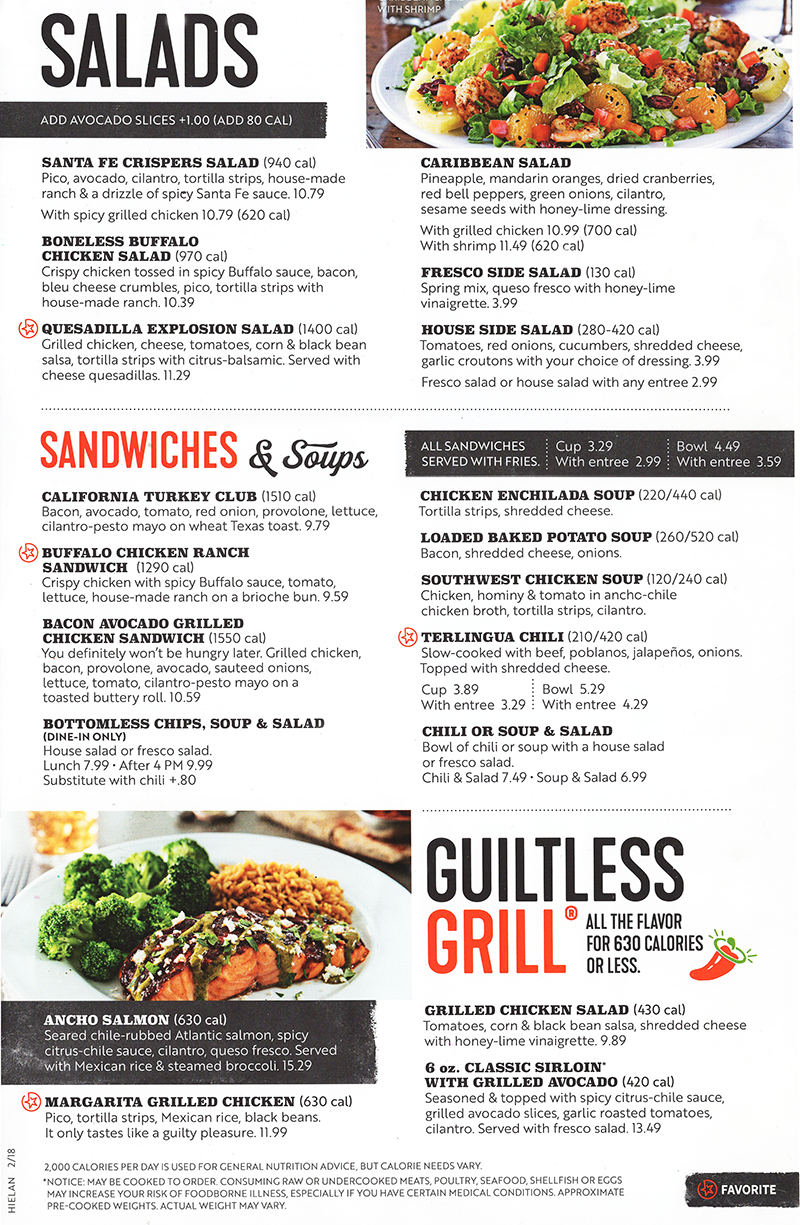 WITH SHRIMP
SALADS
ADD AVOCADO SLICES +1.00 (ADD 80 CAL)
SANTA FE CRISPERS SALAD (940 cal)
Pico, avocado, cilantro, tortilla strips, house-made
ranch & a drizzle of spicy Santa Fe sauce. 10.79
With spicy grilled chicken 10.79 (620 cal)
BONELESS BUFFALO
CHICKEN SALAD (970 cal)
Crispy chicken tossed in spicy Buffalo sauce, bacon,
bleu cheese crumbles, pico, tortilla strips with
house-made ranch. 10.39
QUESADILLA EXPLOSION SALAD (1400 cal)
Grilled chicken, cheese, tomatoes, corn & black bean
salsa, tortilla strips with citrus-balsamic. Served with
cheese quesadillas. 11.29
CARIBBEAN SALAD
Pineapple, mandarin oranges, dried cranberries,
red bell peppers, green onions, cilantro,
sesame seeds with honey-lime dressing.
With grilled chicken 10.99 (700 cal)
With shrimp 11.49 (620 cal)
FRESCO SIDE SALAD (130 cal)
Spring mix, queso fresco with honey-lime
vinaigrette. 3.99
HOUSE SIDE SALAD (280-420 cal)
Tomatoes, red onions, cucumbers, shredded cheese,
garlic croutons with your choice of dressing. 3.99
Fresco salad or house salad with any entree 2.99
SANDWICHES & Soups
ALL SANDWICHES
SERVED WITH FRIES.
Cup 3.29
With entree 2.99
Bowl 4.49
With entree 3.59
CALIFORNIA TURKEY CLUB (1510 cal)
Bacon, avocado, tomato, red onion, provolone, lettuce,
cilantro-pesto mayo on wheat Texas toast. 9.79
BUFFALO CHICKEN RANCH
SANDWICH (1290 cal)
Crispy chicken with spicy Buffalo sauce, tomato,
lettuce, house-made ranch on a brioche bun. 9.59
BACON AVOCADO GRILLED
CHICKEN SANDWICH (1550 cal)
You definitely won't be hungry later. Grilled chicken,
bacon, provolone, avocado, sauteed onions,
lettuce, tomato, cilantro-pesto mayo on a
toasted buttery roll. 10.59
BOTTOMLESS CHIPS, SOUP & SALAD
(DINE-IN ONLY)
House salad or fresco salad.
Lunch 7.99 • After 4 PM 9.99
Substitute with chili +.80
CHICKEN ENCHILADA SOUP (220/440 cal)
Tortilla strips, shredded cheese.
LOADED BAKED POTATO SOUP (260/520 cal)
Bacon, shredded cheese, onions.
SOUTHWEST CHICKEN SOUP (120/240 cal)
Chicken, hominy & tomato in ancho-chile
chicken broth, tortilla strips, cilantro.
TERLINGUA CHILI (210/420 cal)
Slow-cooked with beef, poblanos, jalapeños, onions.
Topped with shredded cheese.
Cup 3.89
With entree 3.29
Bowl 5.29
With entree 4.29
CHILI OR SOUP & SALAD
Bowl of chili or soup with a house salad
or fresco salad.
Chili & Salad 7.49 • Soup & Salad 6.99
GUILTLESS
GRILL®
ALL THE FLAVOR
FOR 630 CALORIES
OR LESS.
ANCHO SALMON (630 cal)
Seared chile-rubbed Atlantic salmon, spicy
citrus-chile sauce, cilantro, queso fresco. Served
with Mexican rice & steamed broccoli. 15.29
MARGARITA GRILLED CHICKEN (630 cal)
Pico, tortilla strips, Mexican rice, black beans.
It only tastes like a guilty pleasure. 11.99
GRILLED CHICKEN SALAD (430 cal)
Tomatoes, corn & black bean salsa, shredded cheese
with honey-lime vinaigrette. 9.89
6 oz. CLASSIC SIRLOIN*
WITH GRILLED AVOCADO (420 cal)
Seasoned & topped with spicy citrus-chile sauce,
grilled avocado slices, garlic roasted tomatoes,
cilantro. Served with fresco salad. 13.49
2,000 CALORIES PER DAY IS USED FOR GENERAL NUTRITION ADVICE, BUT CALORIE NEEDS VARY.
*NOTICE: MAY BE COOKED TO ORDER. CONSUMING RAW OR UNDERCOOKED MEATS, POULTRY, SEAFOOD, SHELLFISH OR EGGS
MAY INCREASE YOUR RISK OF FOODBORNE ILLNESS, ESPECIALLY IF YOU HAVE CERTAIN MEDICAL CONDITIONS. APPROXIMATE
PRE-COOKED WEIGHTS. ACTUAL WEIGHT MAY VARY.
FAVORITE
HIELAN 2/18